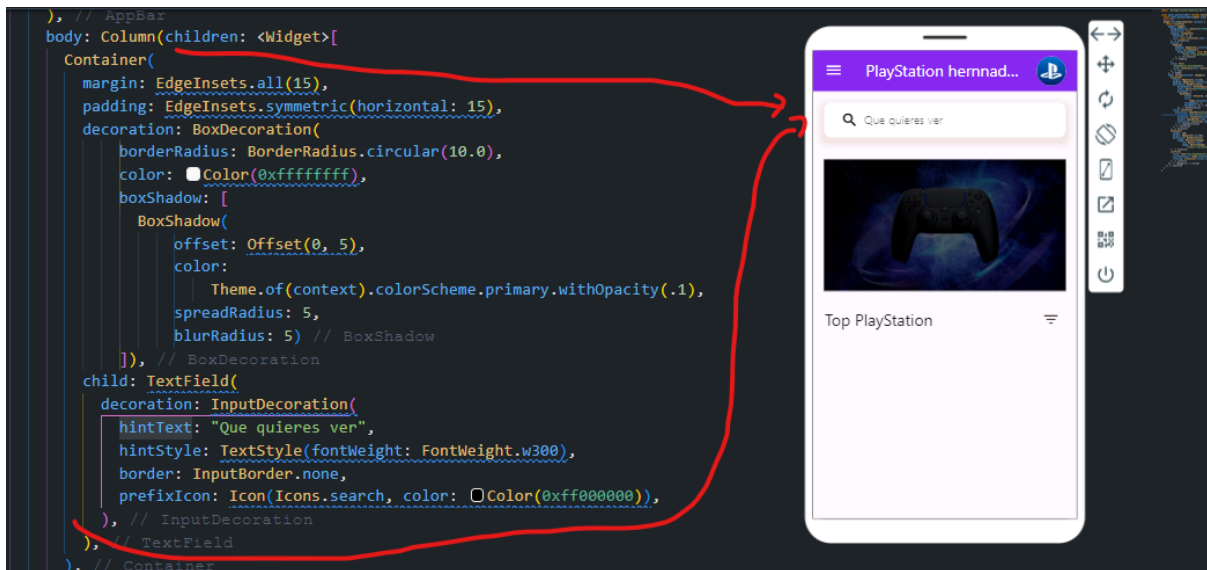 ), // AppBar
body: Column(children: <Widget>[
Container(
margin: EdgeInsets.all(15),
padding: EdgeInsets.symmetric(horizontal: 15),
decoration: BoxDecoration(
borderRadius: BorderRadius.circular(10.0),
color: Color(0xffffffff),
boxShadow: [
BoxShadow(
offset: Offset(0, 5),
color:
Theme.of(context).colorScheme.primary.withOpacity(.1),
spreadRadius: 5,
blurRadius: 5) // BoxShadow
]), // BoxDecoration
child: TextField(
decoration: InputDecoration(
hintText: "Que quieres ver",
hintStyle: TextStyle(fontWeight: FontWeight.w300),
border: InputBorder.none,
prefixIcon: Icon(Icons.search, color: Color(0xff000000)),
), // InputDecoration
), // TextField
), // Container
PlayStation hernnad...
Que quieres ver
Top PlayStation